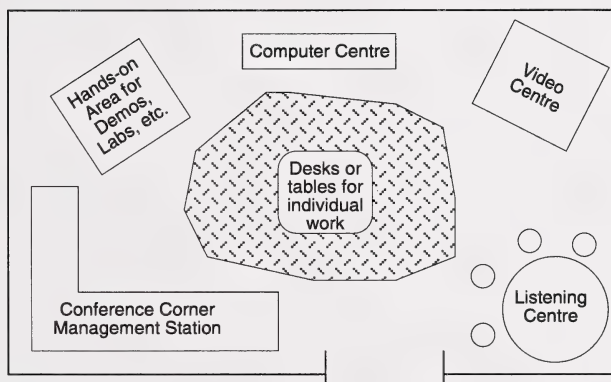 Hands-on
Area for
Demos,
Labs, etc.
Computer Centre
Video
Centre
Desks or
tables for
individual
work
Conference Corner
Management Station
Listening
Centre